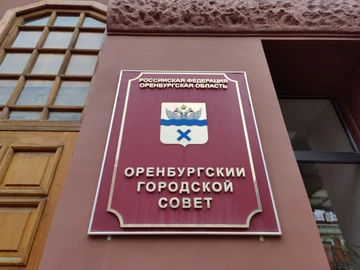 РОССИЙСКАЯ ФЕДЕРАЦИЯ
ОРЕНБУРГСКАЯ ОБЛАСТЬ
ОРЕНБУРГСКИЙ
ГОРОДСКОЙ
СОВЕТ